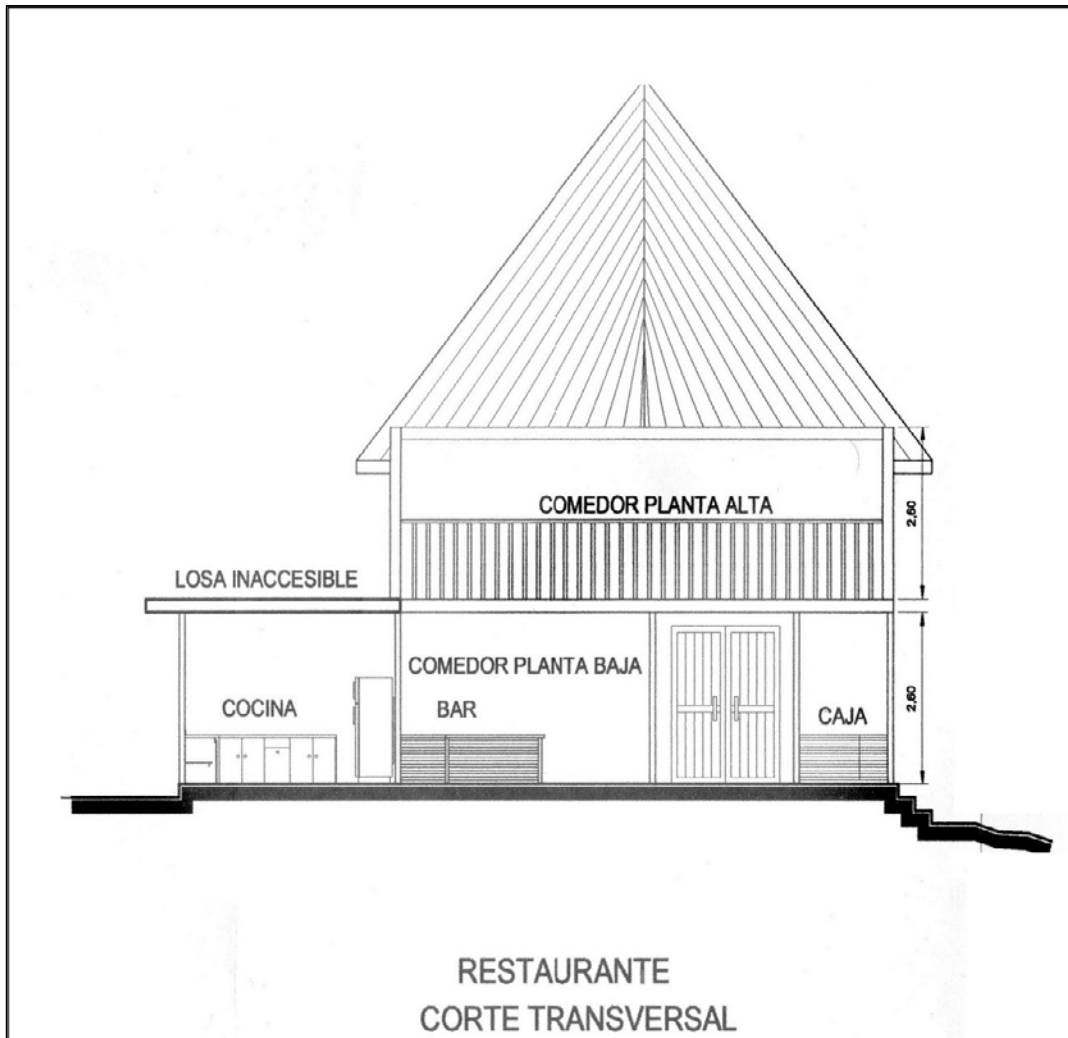 COMEDOR PLANTA ALTA
2,60
LOSA INACCESIBLE
COMEDOR PLANTA BAJA
COCINA
BAR
CAJA
2,60
RESTAURANTE
CORTE TRANSVERSAL